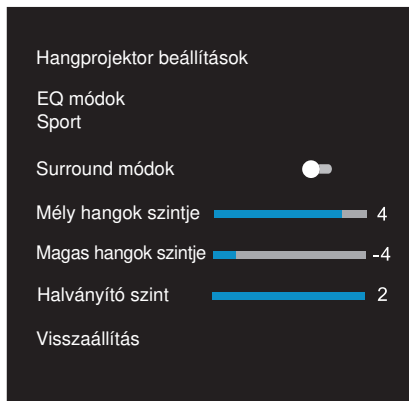 Hangprojektor beállítások
EQ módok
Sport
Surround módok
Mély hangok szintje 4
Magas hangok szintje -4
Halványító szint 2
Visszaállítás